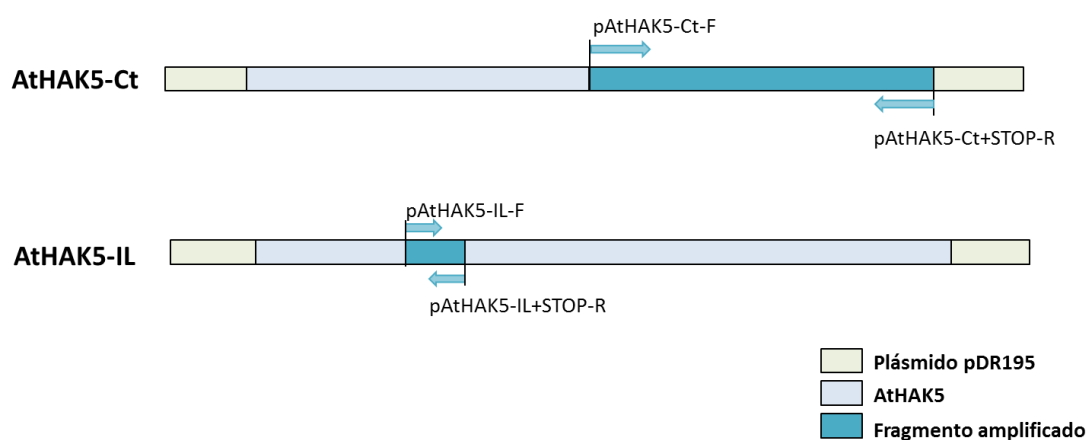 pAtHAK5-Ct-F
AtHAK5-Ct
pAtHAK5-Ct+STOP-R
pAtHAK5-IL-F
AtHAK5-IL
pAtHAK5-IL+STOP-R
Plásmido pDR195
AtHAK5
Fragmento amplificado